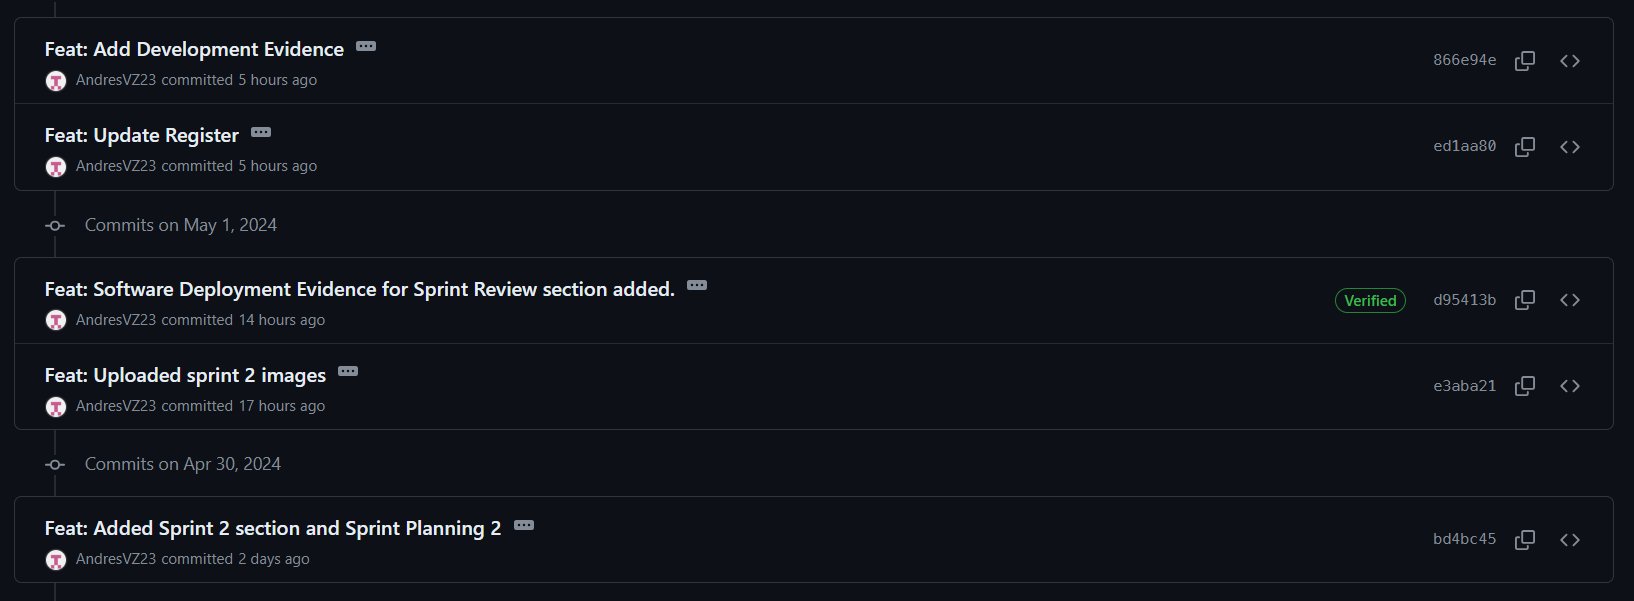 Feat: Add Development Evidence
AndresVZ23 committed 5 hours ago
866e94e
Feat: Update Register
AndresVZ23 committed 5 hours ago
ed1aa80
Commits on May 1, 2024
Feat: Software Deployment Evidence for Sprint Review section added.
AndresVZ23 committed 14 hours ago
Verified
d95413b
Feat: Uploaded sprint 2 images
AndresVZ23 committed 17 hours ago
e3aba21
Commits on Apr 30, 2024
Feat: Added Sprint 2 section and Sprint Planning 2
AndresVZ23 committed 2 days ago
bd4bc45